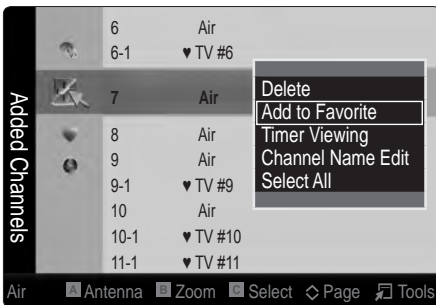 Added Channels
6 Air
6-1 ♥ TV #6
7 Air
8 Air
9 Air
9-1 ♥ TV #9
10 Air
10-1 ♥ TV #10
11-1 ♥ TV #11
Delete
Add to Favorite
Timer Viewing
Channel Name Edit
Select All
Air A Antenna B Zoom C Select Page Tools